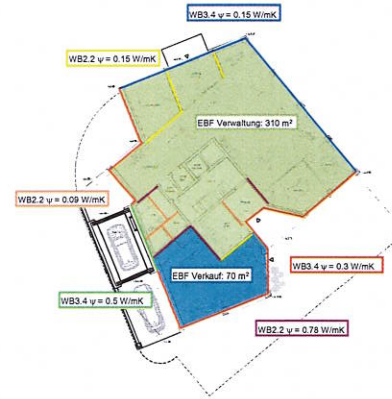 WB3.4 ψ = 0.15 W/mK
WB2.2 ψ = 0.15 W/mK
EBF Verwaltung: 310 m²
WB2.2 ψ = 0.09 W/mK
EBF Verkauf: 70 m²
WB3.4 ψ = 0.3 W/mK
WB3.4 ψ = 0.5 W/mK
WB2.2 ψ = 0.78 W/mK